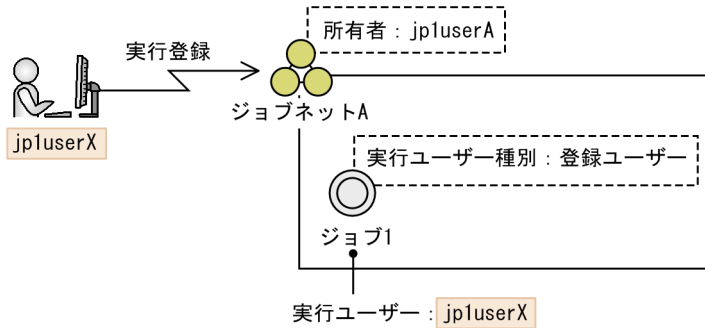 所有者：jp1userA
実行登録
ジョブネットA
jp1userX
実行ユーザー種別：登録ユーザー
ジョブ1
実行ユーザー：jp1userX